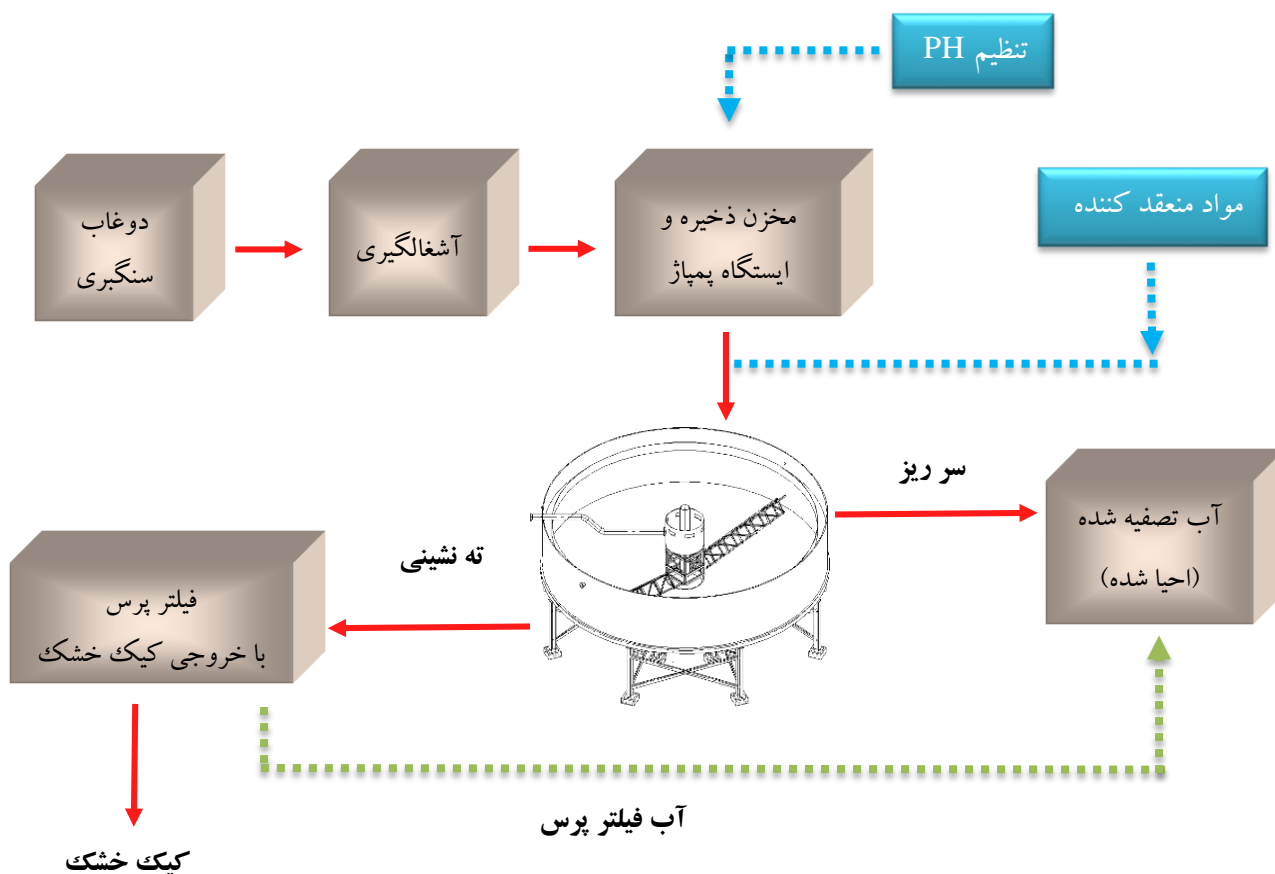 تنظیم PH
مواد منعقد کننده
دوغاب
سنگبری
آشغالگیری
مخزن ذخیره و
ایستگاه پمپاژ
سر ریز
آب تصفیه شده
(احیا شده)
ته نشینی
فیلتر پرس
با خروجی کیک خشک
آب فیلتر پرس
کیک خشک